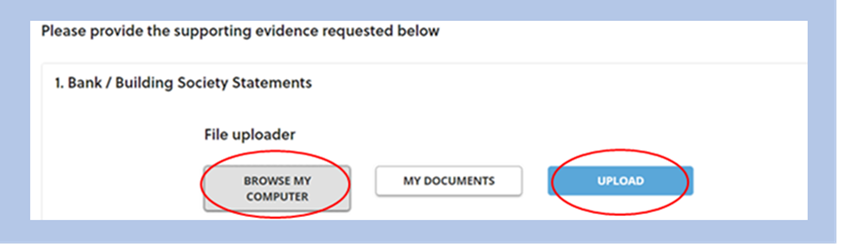 Please provide the supporting evidence requested below
1. Bank / Building Society Statements
File uploader
BROWSE MY
COMPUTER
MY DOCUMENTS
UPLOAD